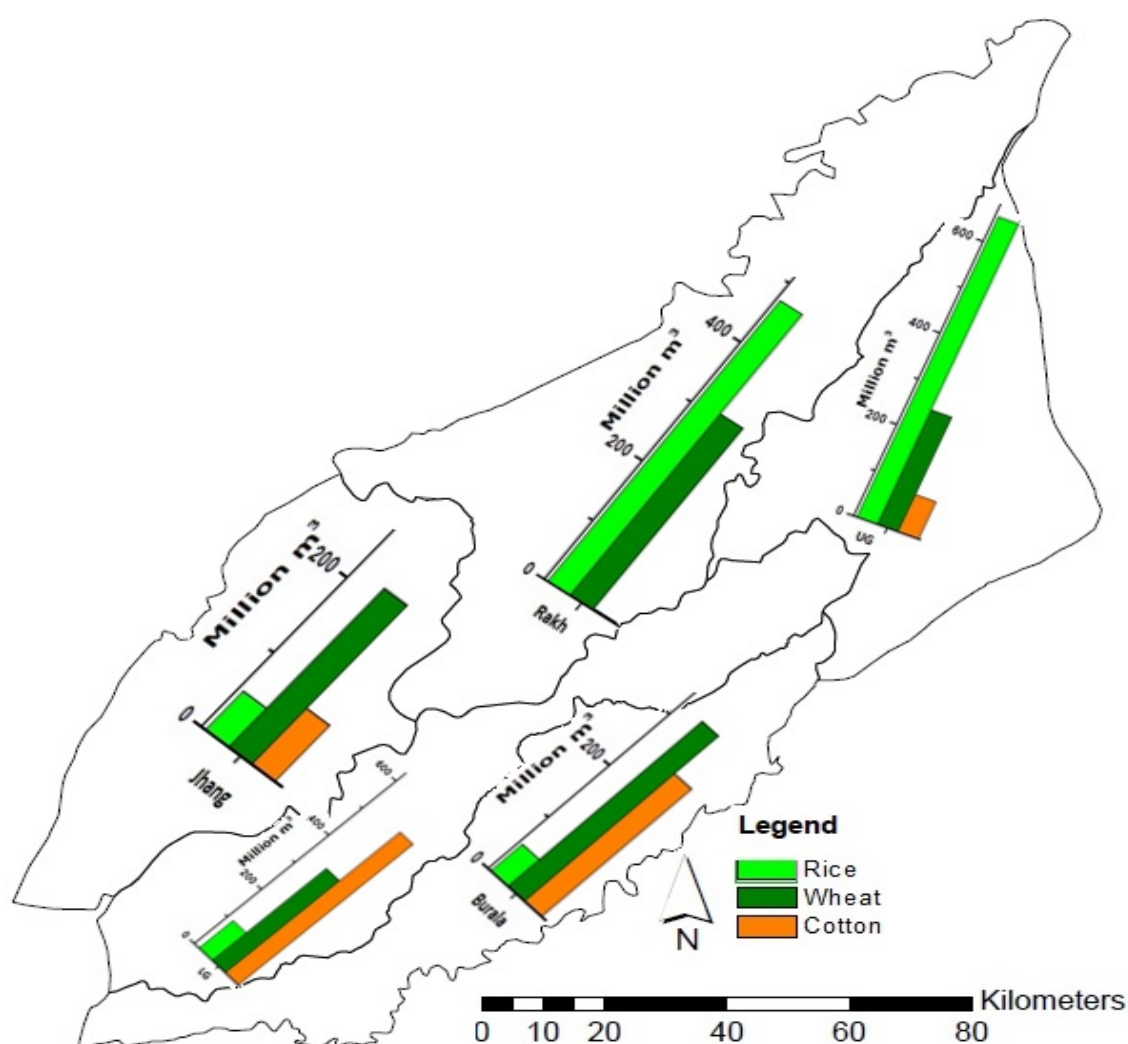 600
400
200
0
Million m³
UG
400
200
0
Million m³
Rakh
200
0
Million m³
Jhang
200
0
Million m³
Burala
600
400
200
0
Million m³
LG
Legend
Rice
Wheat
Cotton
N
Kilometers
0 10 20 40 60 80